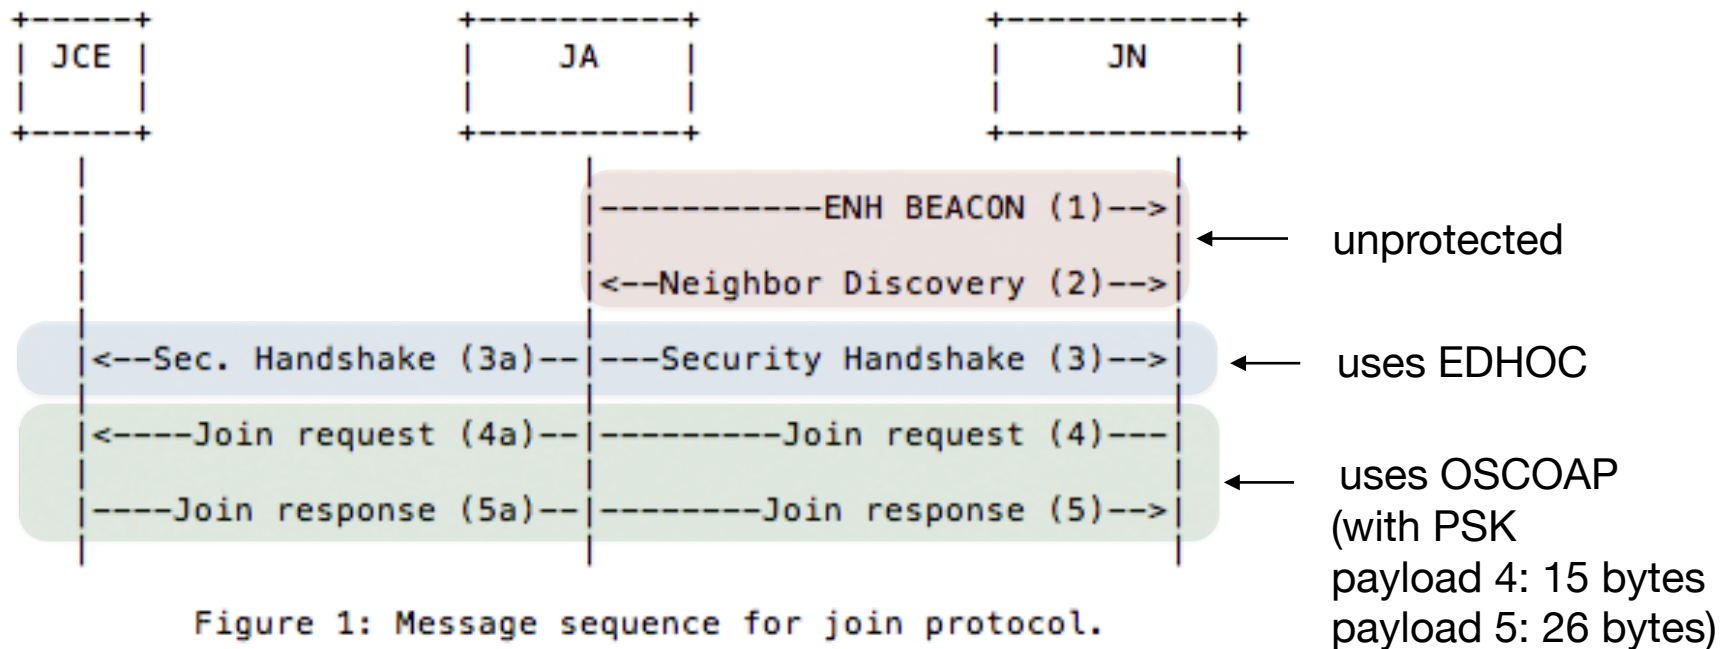 JCE JA JN
|-----------ENH BEACON (1)-->| unprotected
|<--Neighbor Discovery (2)-->|
|<--Sec. Handshake (3a)--|---Security Handshake (3)-->| uses EDHOC
|<----Join request (4a)--|---------Join request (4)---|
|----Join response (5a)--|--------Join response (5)-->|
uses OSCOAP
(with PSK
payload 4: 15 bytes
payload 5: 26 bytes)
Figure 1: Message sequence for join protocol.